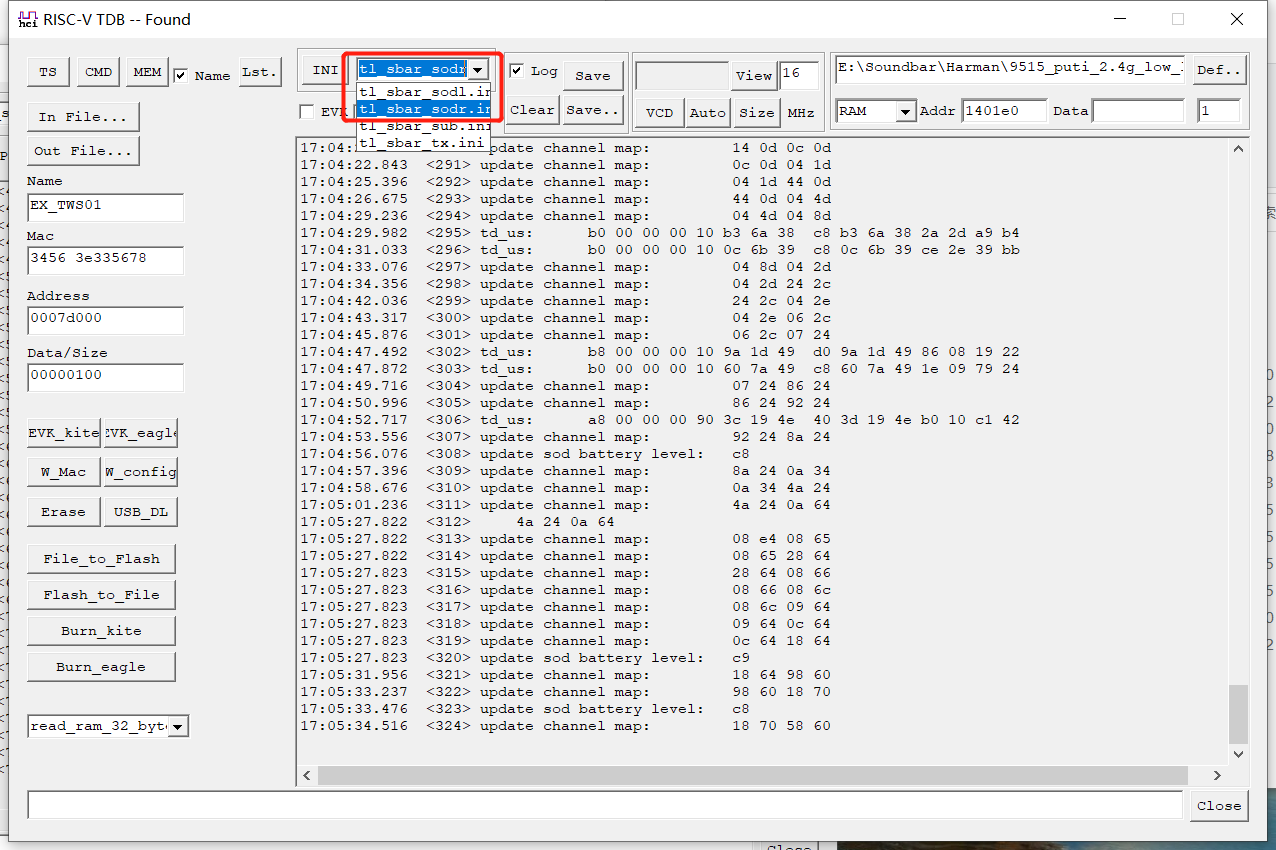 hci RISC-V TDB -- Found
TS CMD MEM Name Lst.
INI tl_sbar_sodr Log Save
View 16
E:\Soundbar\Harman\9515_puti_2.4g_low_ Def..
tl_sbar_sodl.in
EVK tl_sbar_sodr.in Clear Save..
VCD Auto Size MHz
RAM Addr 1401e0 Data 1
tl_sbar_sub.ini
tl_sbar_tx.ini
In File...
Out File...
Name
EX_TWS01
Mac
3456 3e335678
Address
0007d000
Data/Size
00000100
EVK_kite EVK_eagle
W_Mac W_config
Erase USB_DL
File_to_Flash
Flash_to_File
Burn_kite
Burn_eagle
read_ram_32_byt
17:04: pdate channel map: 14 0d 0c 0d
17:04:22.843 <291> update channel map: 0c 0d 04 1d
17:04:25.396 <292> update channel map: 04 1d 44 0d
17:04:26.675 <293> update channel map: 44 0d 04 4d
17:04:29.236 <294> update channel map: 04 4d 04 8d
17:04:29.982 <295> td_us: b0 00 00 00 10 b3 6a 38 c8 b3 6a 38 2a 2d a9 b4
17:04:31.033 <296> td_us: b0 00 00 00 10 0c 6b 39 c8 0c 6b 39 ce 2e 39 bb
17:04:33.076 <297> update channel map: 04 8d 04 2d
17:04:34.356 <298> update channel map: 04 2d 24 2c
17:04:42.036 <299> update channel map: 24 2c 04 2e
17:04:43.317 <300> update channel map: 04 2e 06 2c
17:04:45.876 <301> update channel map: 06 2c 07 24
17:04:47.492 <302> td_us: b8 00 00 00 10 9a 1d 49 d0 9a 1d 49 86 08 19 22
17:04:47.872 <303> td_us: b0 00 00 00 10 60 7a 49 c8 60 7a 49 1e 09 79 24
17:04:49.716 <304> update channel map: 07 24 86 24
17:04:50.996 <305> update channel map: 86 24 92 24
17:04:52.717 <306> td_us: a8 00 00 00 90 3c 19 4e 40 3d 19 4e b0 10 c1 42
17:04:53.556 <307> update channel map: 92 24 8a 24
17:04:56.076 <308> update sod battery level: c8
17:04:57.396 <309> update channel map: 8a 24 0a 34
17:04:58.676 <310> update channel map: 0a 34 4a 24
17:05:01.236 <311> update channel map: 4a 24 0a 64
17:05:27.822 <312> 4a 24 0a 64
17:05:27.822 <313> update channel map: 08 e4 08 65
17:05:27.822 <314> update channel map: 08 65 28 64
17:05:27.823 <315> update channel map: 28 64 08 66
17:05:27.823 <316> update channel map: 08 66 08 6c
17:05:27.823 <317> update channel map: 08 6c 09 64
17:05:27.823 <318> update channel map: 09 64 0c 64
17:05:27.823 <319> update channel map: 0c 64 18 64
17:05:27.823 <320> update sod battery level: c9
17:05:31.956 <321> update channel map: 18 64 98 60
17:05:33.237 <322> update channel map: 98 60 18 70
17:05:33.476 <323> update sod battery level: c8
17:05:34.516 <324> update channel map: 18 70 58 60
Close